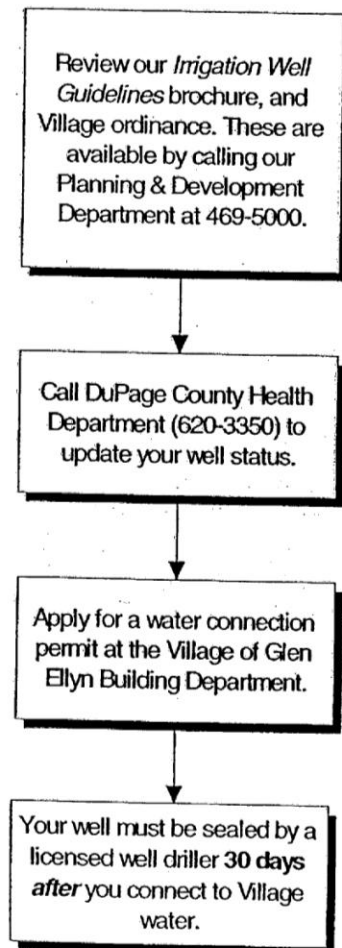 Review our Irrigation Well
Guidelines brochure, and
Village ordinance. These are
available by calling our
Planning & Development
Department at 469-5000.
Call DuPage County Health
Department (620-3350) to
update your well status.
Apply for a water connection
permit at the Village of Glen
Ellyn Building Department.
Your well must be sealed by a
licensed well driller 30 days
after you connect to Village
water.